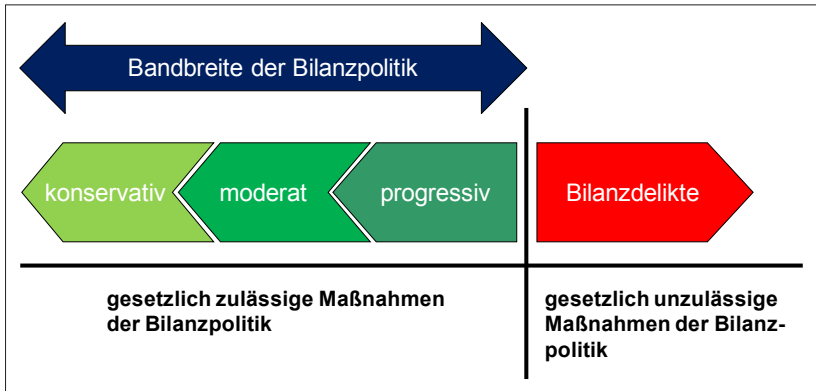 Bandbreite der Bilanzpolitik
konservativ moderat progressiv Bilanzdelikte
gesetzlich zulässige Maßnahmen
der Bilanzpolitik
gesetzlich unzulässige
Maßnahmen der Bilanz-
politik